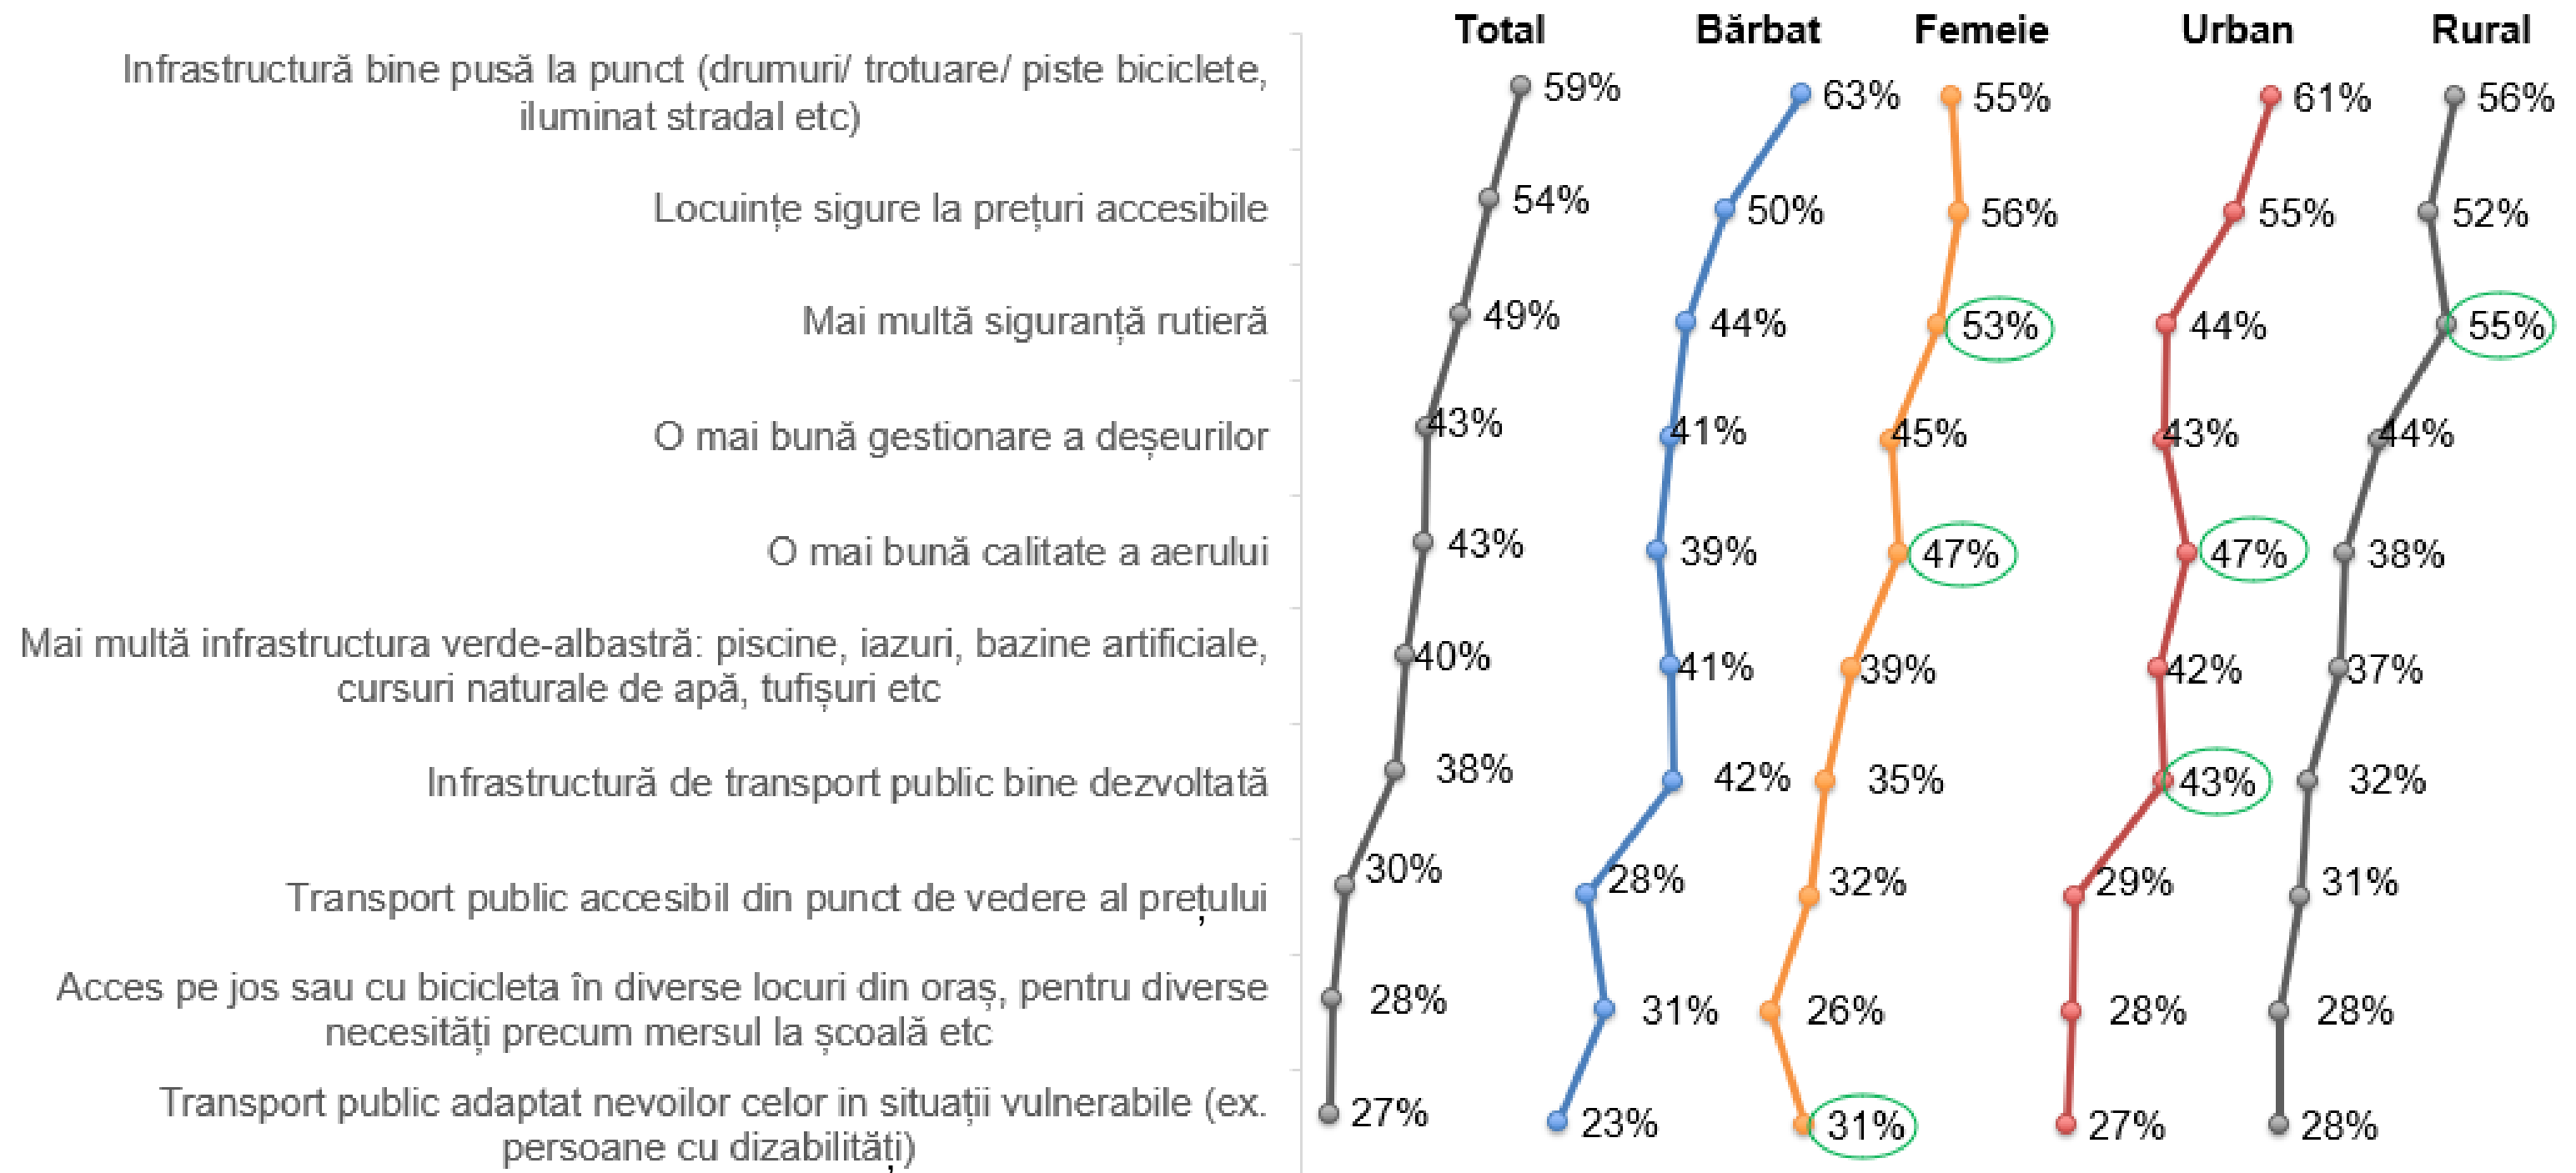 Total Bărbat Femeie Urban Rural
Infrastructură bine pusă la punct (drumuri/ trotuare/ piste biciclete,
iluminat stradal etc)
59% 63% 55% 61% 56%
Locuințe sigure la prețuri accesibile
54% 50% 56% 55% 52%
Mai multă siguranță rutieră
49% 44% 53% 44% 55%
O mai bună gestionare a deșeurilor
43% 41% 45% 43% 44%
O mai bună calitate a aerului
43% 39% 47% 47% 38%
Mai multă infrastructura verde-albastră: piscine, iazuri, bazine artificiale,
cursuri naturale de apă, tufișuri etc
40% 41% 39% 42% 37%
Infrastructură de transport public bine dezvoltată
38% 42% 35% 43% 32%
Transport public accesibil din punct de vedere al prețului
30% 28% 32% 29% 31%
Acces pe jos sau cu bicicleta în diverse locuri din oraș, pentru diverse
necesități precum mersul la școală etc
28% 31% 26% 28% 28%
Transport public adaptat nevoilor celor in situații vulnerabile (ex.
persoane cu dizabilități)
27% 23% 31% 27% 28%